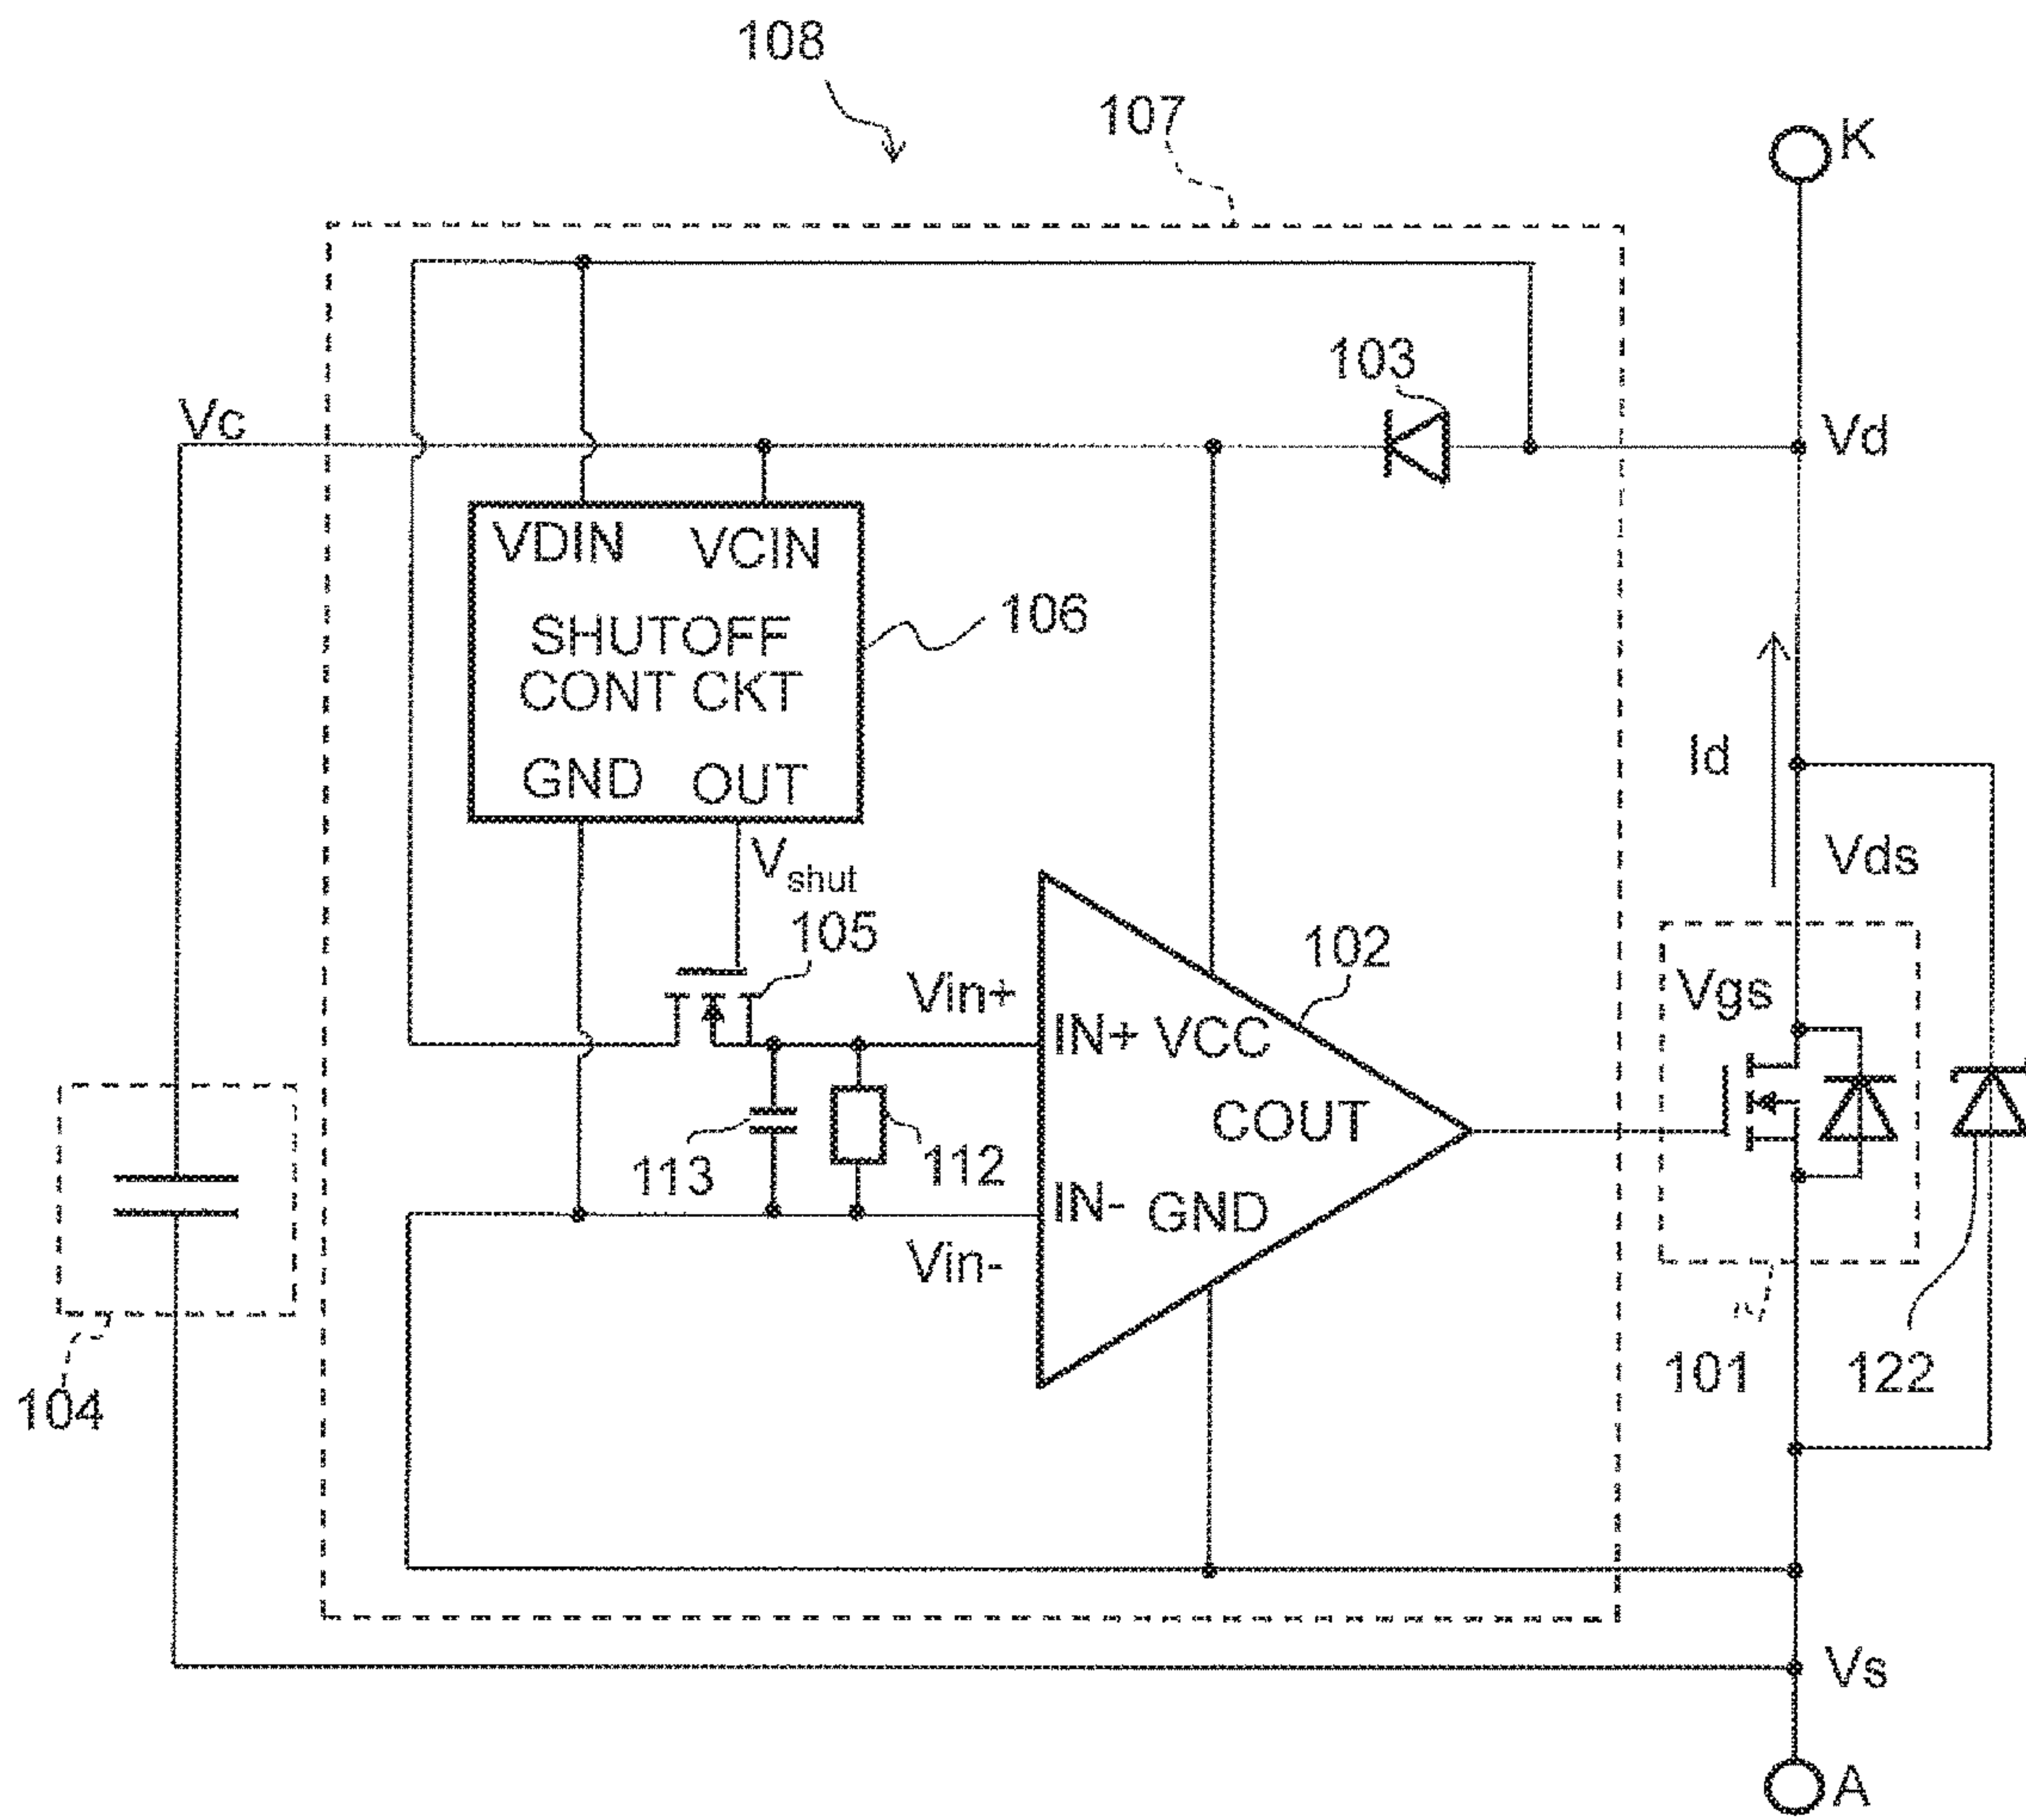 108
107
K
103
Vc
Vd
VDIN VCIN
106
SHUTOFF
CONT CKT
Id
GND OUT
Vshut
Vds
105
102
Vin+
Vgs
IN+ VCC
COUT
113
112
IN- GND
Vin-
101
122
104
Vs
A